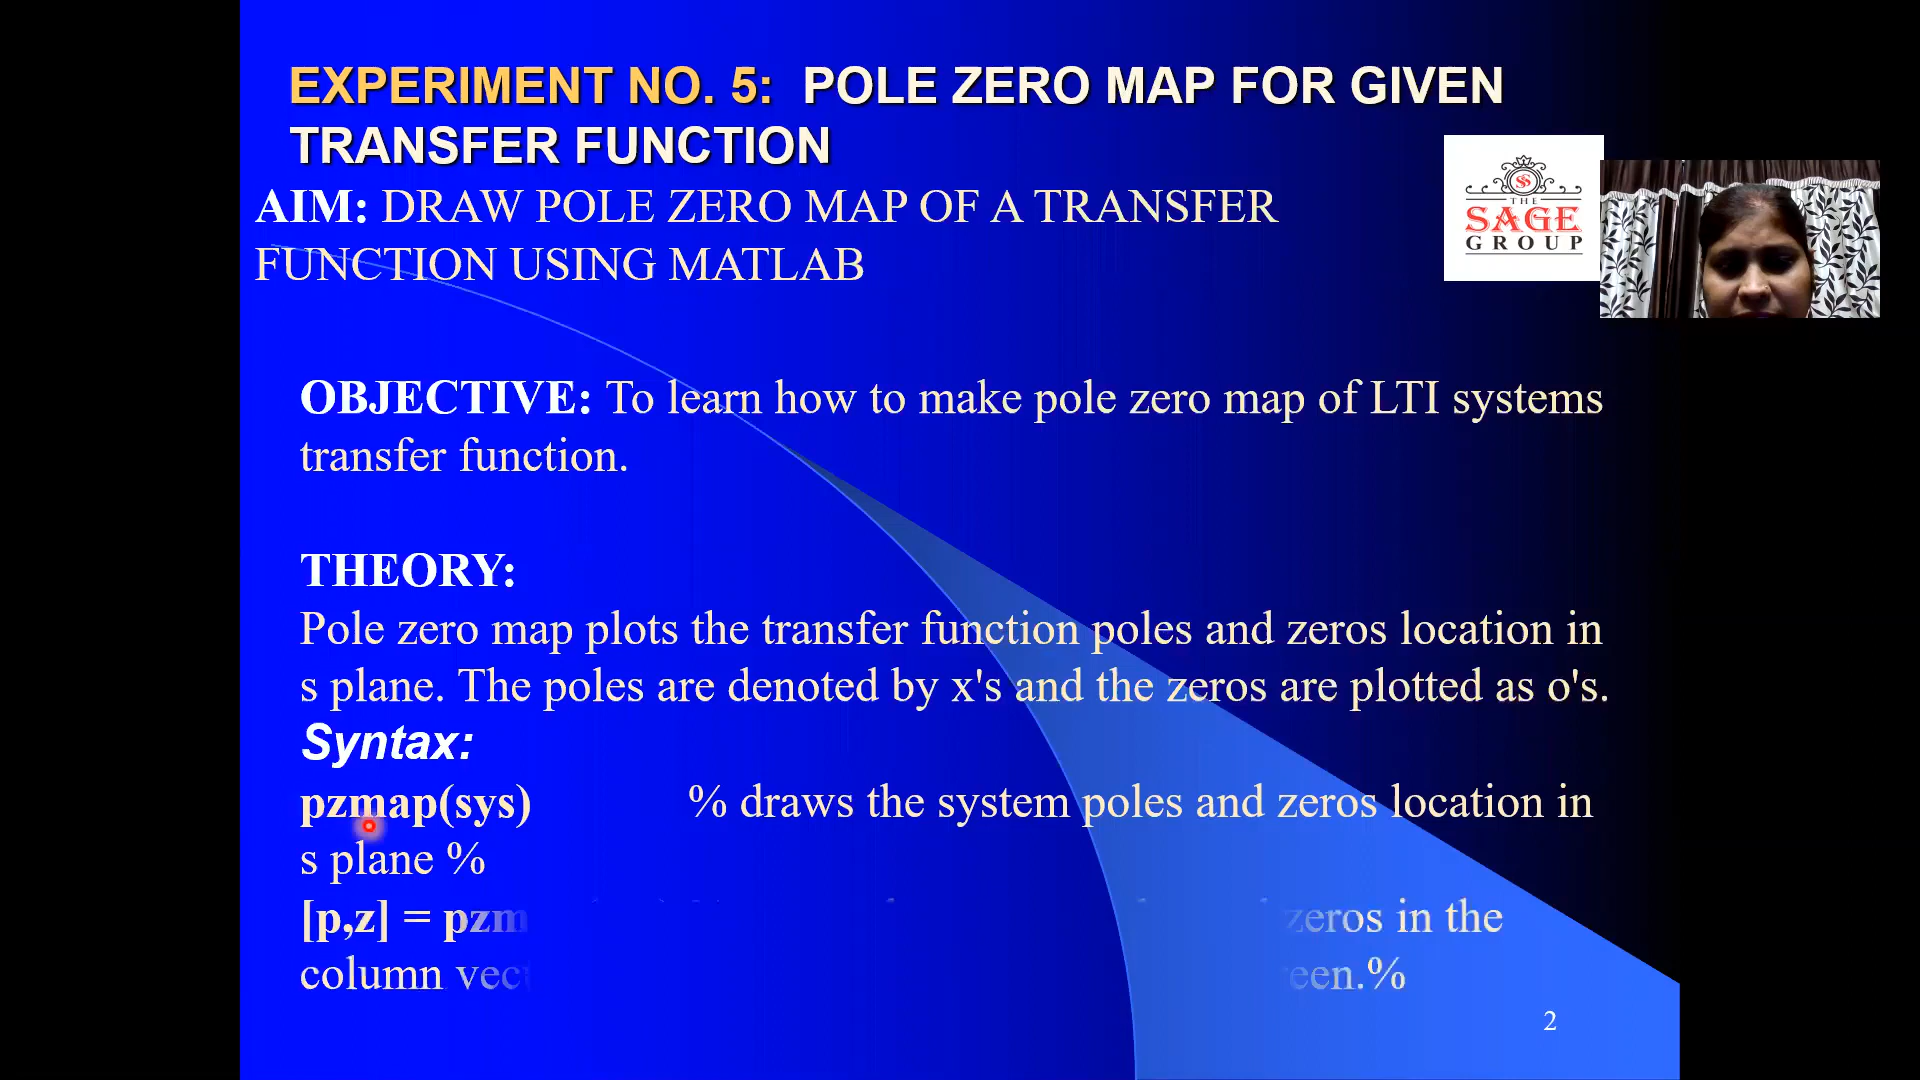 EXPERIMENT NO. 5: POLE ZERO MAP FOR GIVEN
TRANSFER FUNCTION
AIM: DRAW POLE ZERO MAP OF A TRANSFER
FUNCTION USING MATLAB
THE
SAGE
GROUP
OBJECTIVE: To learn how to make pole zero map of LTI systems
transfer function.
THEORY:
Pole zero map plots the transfer function poles and zeros location in
s plane. The poles are denoted by x's and the zeros are plotted as o's.
Syntax:
pzmap(sys) % draws the system poles and zeros location in
s plane %
[p,z] = zeros in the
column
2